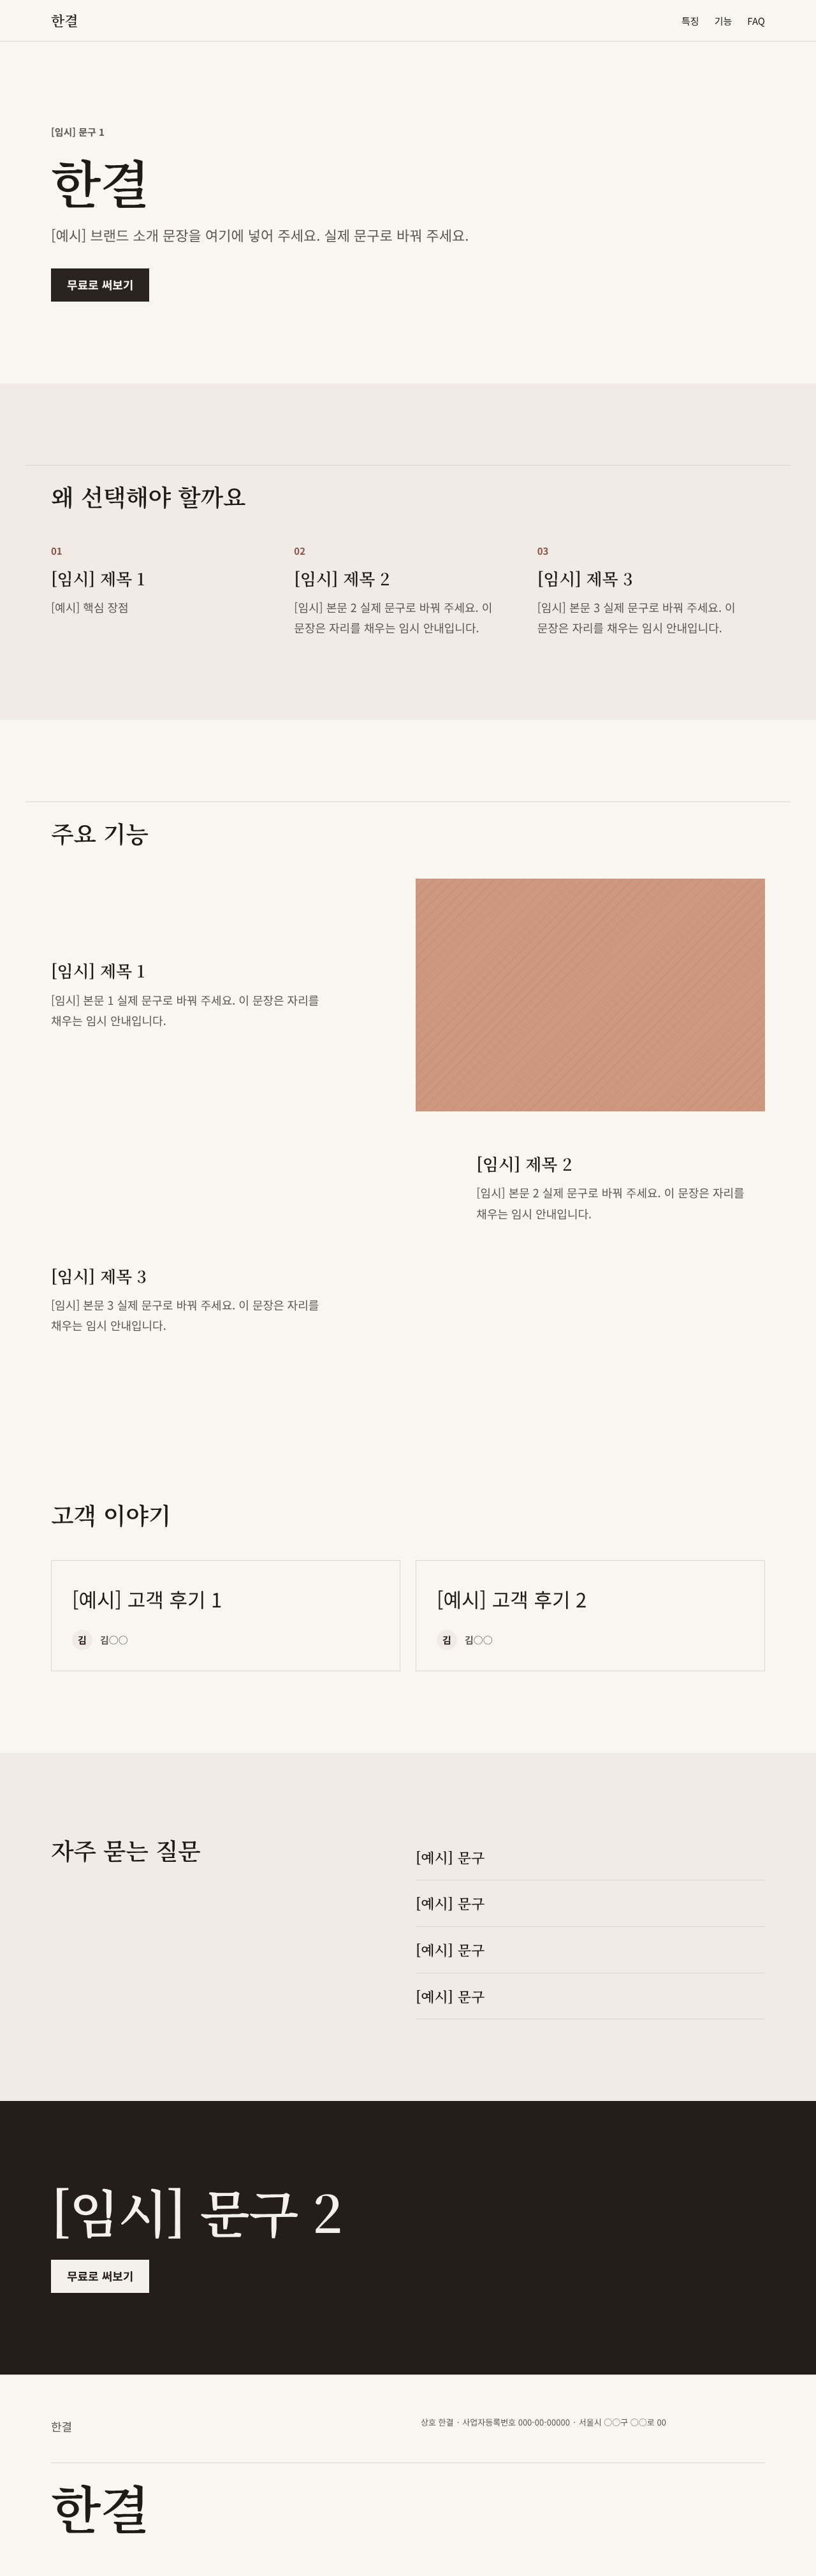 한결
특징 기능 FAQ
[임시] 문구 1
한결
[예시] 브랜드 소개 문장을 여기에 넣어 주세요. 실제 문구로 바꿔 주세요.
무료로 써보기
왜 선택해야 할까요
01
[임시] 제목 1
[예시] 핵심 장점
02
[임시] 제목 2
[임시] 본문 2 실제 문구로 바꿔 주세요. 이
문장은 자리를 채우는 임시 안내입니다.
03
[임시] 제목 3
[임시] 본문 3 실제 문구로 바꿔 주세요. 이
문장은 자리를 채우는 임시 안내입니다.
주요 기능
[임시] 제목 1
[임시] 본문 1 실제 문구로 바꿔 주세요. 이 문장은 자리를
채우는 임시 안내입니다.
[임시] 제목 2
[임시] 본문 2 실제 문구로 바꿔 주세요. 이 문장은 자리를
채우는 임시 안내입니다.
[임시] 제목 3
[임시] 본문 3 실제 문구로 바꿔 주세요. 이 문장은 자리를
채우는 임시 안내입니다.
고객 이야기
[예시] 고객 후기 1
김 김〇〇
[예시] 고객 후기 2
김 김〇〇
자주 묻는 질문
[예시] 문구
[예시] 문구
[예시] 문구
[예시] 문구
[임시] 문구 2
무료로 써보기
한결
상호 한결 · 사업자등록번호 000-00-00000 · 서울시 〇〇구 〇〇로 00
한결